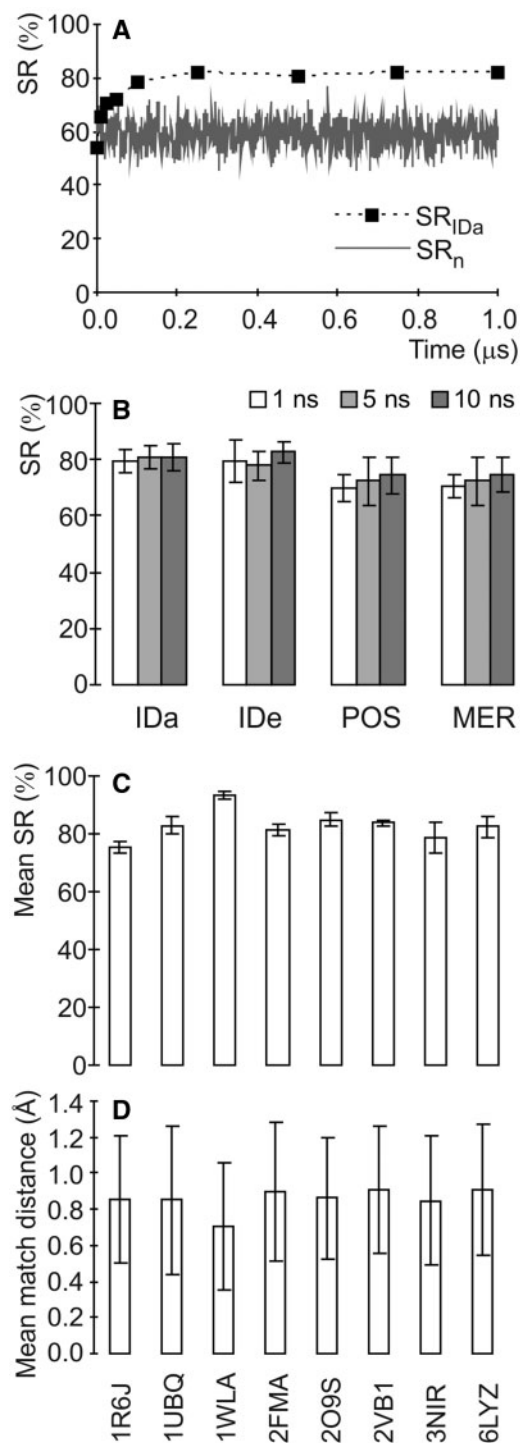 A
SR (%)
100
80
60
40
20
0
SR_IDa
SR_n
0.0 0.2 0.4 0.6 0.8 1.0
Time (μs)
B
1 ns 5 ns 10 ns
SR (%)
100
80
60
40
20
0
IDa IDe POS MER
C
Mean SR (%)
100
80
60
40
20
0
D
Mean match distance (Å)
1.4
1.2
1.0
0.8
0.6
0.4
0.2
0.0
1R6J 1UBQ 1WLA 2FMA 2O9S 2VB1 3NIR 6LYZ